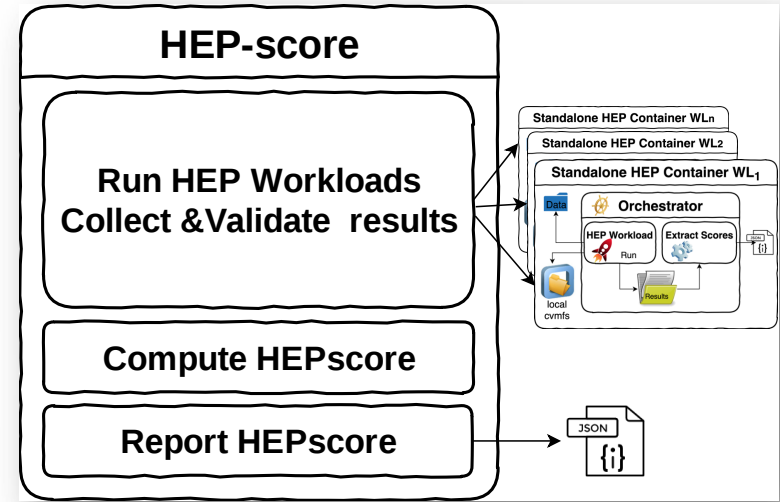 HEP-score
Run HEP Workloads
Collect &Validate  results
Compute HEPscore
Report HEPscore
Standalone HEP Container WLn
Standalone HEP Container WL2
Standalone HEP Container WL1
Data
Orchestrator
HEP Workload
Run
Extract Scores
JSON
{i}
Results
local
cvmfs
JSON
{i}